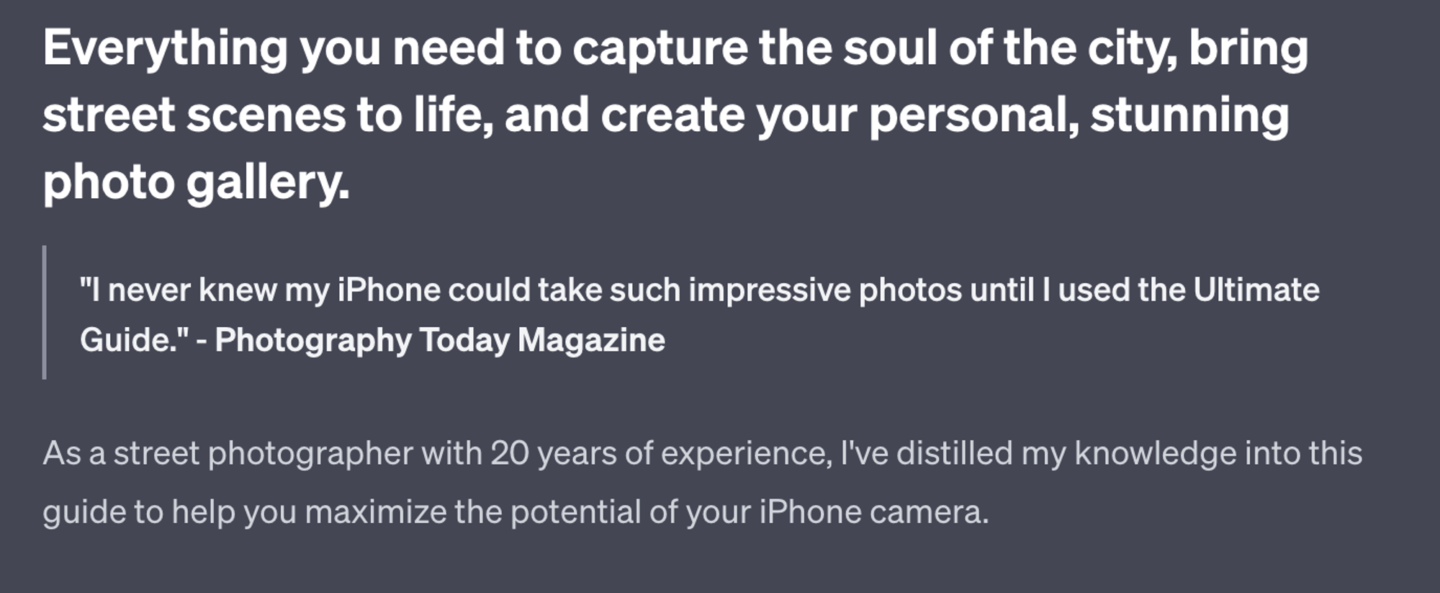 Everything you need to capture the soul of the city, bring
street scenes to life, and create your personal, stunning
photo gallery.
"I never knew my iPhone could take such impressive photos until I used the Ultimate
Guide." - Photography Today Magazine
As a street photographer with 20 years of experience, I've distilled my knowledge into this
guide to help you maximize the potential of your iPhone camera.